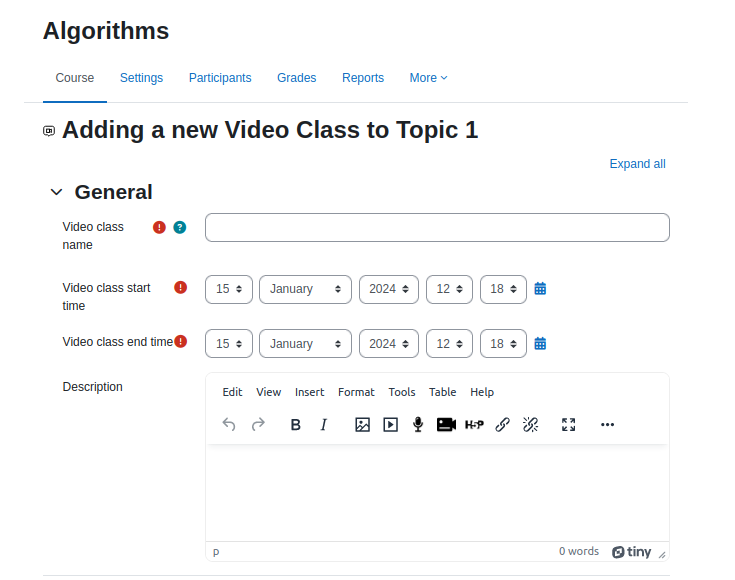 Algorithms
Course Settings Participants Grades Reports More
Adding a new Video Class to Topic 1
Expand all
General
Video class name
Video class start time 15 January 2024 12 18
Video class end time 15 January 2024 12 18
Description
Edit View Insert Format Tools Table Help
B I H5P
p 0 words tiny